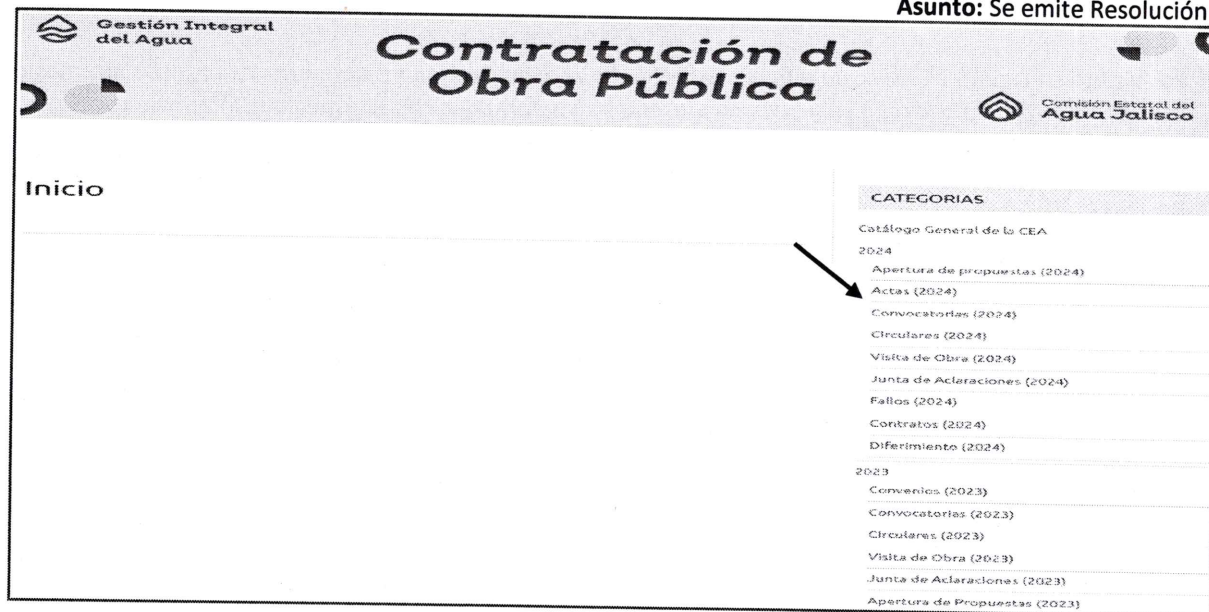 Asunto: Se emite Resolución
Gestión Integral
del Agua
Contratación de
Obra Pública
Comisión Estatal del
Agua Jalisco
Inicio
CATEGORIAS
Catálogo General de la CEA
2024
Apertura de propuestas (2024)
Actas (2024)
Convocatorias (2024)
Circulares (2024)
Visita de Obra (2024)
Junta de Aclaraciones (2024)
Fallos (2024)
Contratos (2024)
Diferimiento (2024)
2023
Convenios (2023)
Convocatorias (2023)
Circulares (2023)
Visita de Obra (2023)
Junta de Aclaraciones (2023)
Apertura de Propuestas (2023)